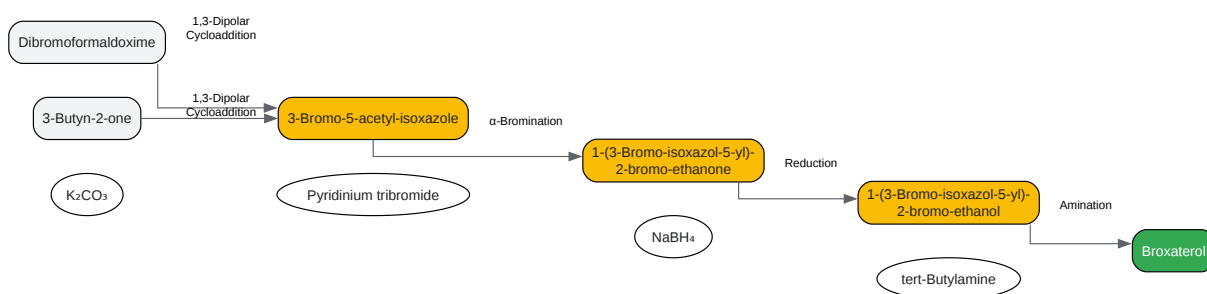 1,3-Dipolar
Cycloaddition
Dibromoformaldoxime
1,3-Dipolar
Cycloaddition
3-Butyn-2-one
3-Bromo-5-acetyl-isoxazole
α-Bromination
1-(3-Bromo-isoxazol-5-yl)-
2-bromo-ethanone
Reduction
1-(3-Bromo-isoxazol-5-yl)-
2-bromo-ethanol
Amination
Broxaterol
K₂CO₃
Pyridinium tribromide
NaBH₄
tert-Butylamine